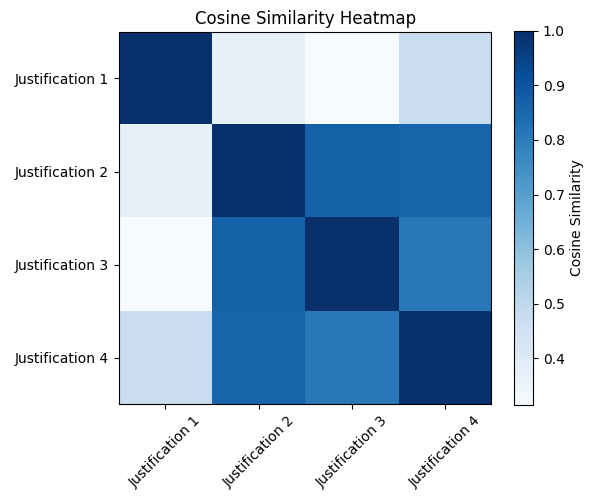 Cosine Similarity Heatmap
Justification 1
Justification 2
Justification 3
Justification 4
Justification 1
Justification 2
Justification 3
Justification 4
1.0
0.9
0.8
0.7
0.6
0.5
0.4
Cosine Similarity